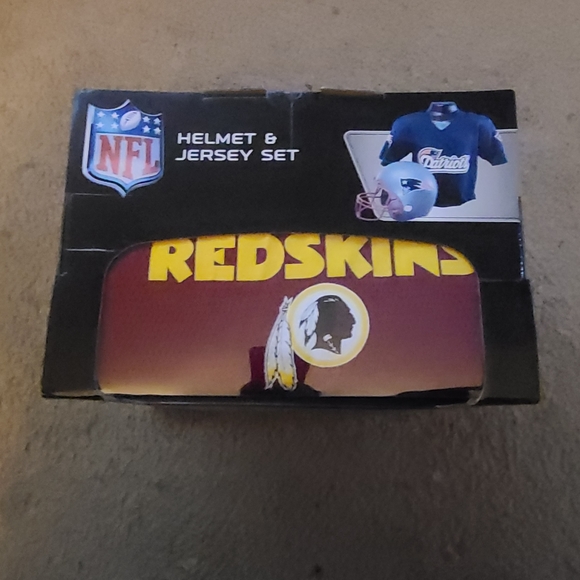 NFL
HELMET &
JERSEY SET
Patriots
REDSKINS